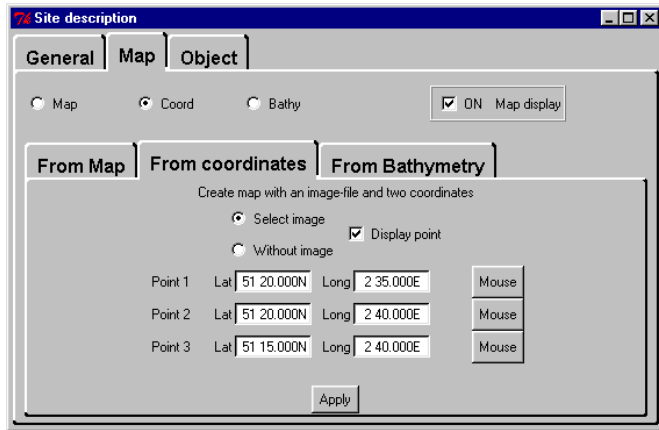 Site description
General Map Object
Map Coord Bathy ON Map display
From Map From coordinates From Bathymetry
Create map with an image-file and two coordinates
Select image
Display point
Without image
Point 1 Lat 51 20.000N Long 2 35.000E Mouse
Point 2 Lat 51 20.000N Long 2 40.000E Mouse
Point 3 Lat 51 15.000N Long 2 40.000E Mouse
Apply